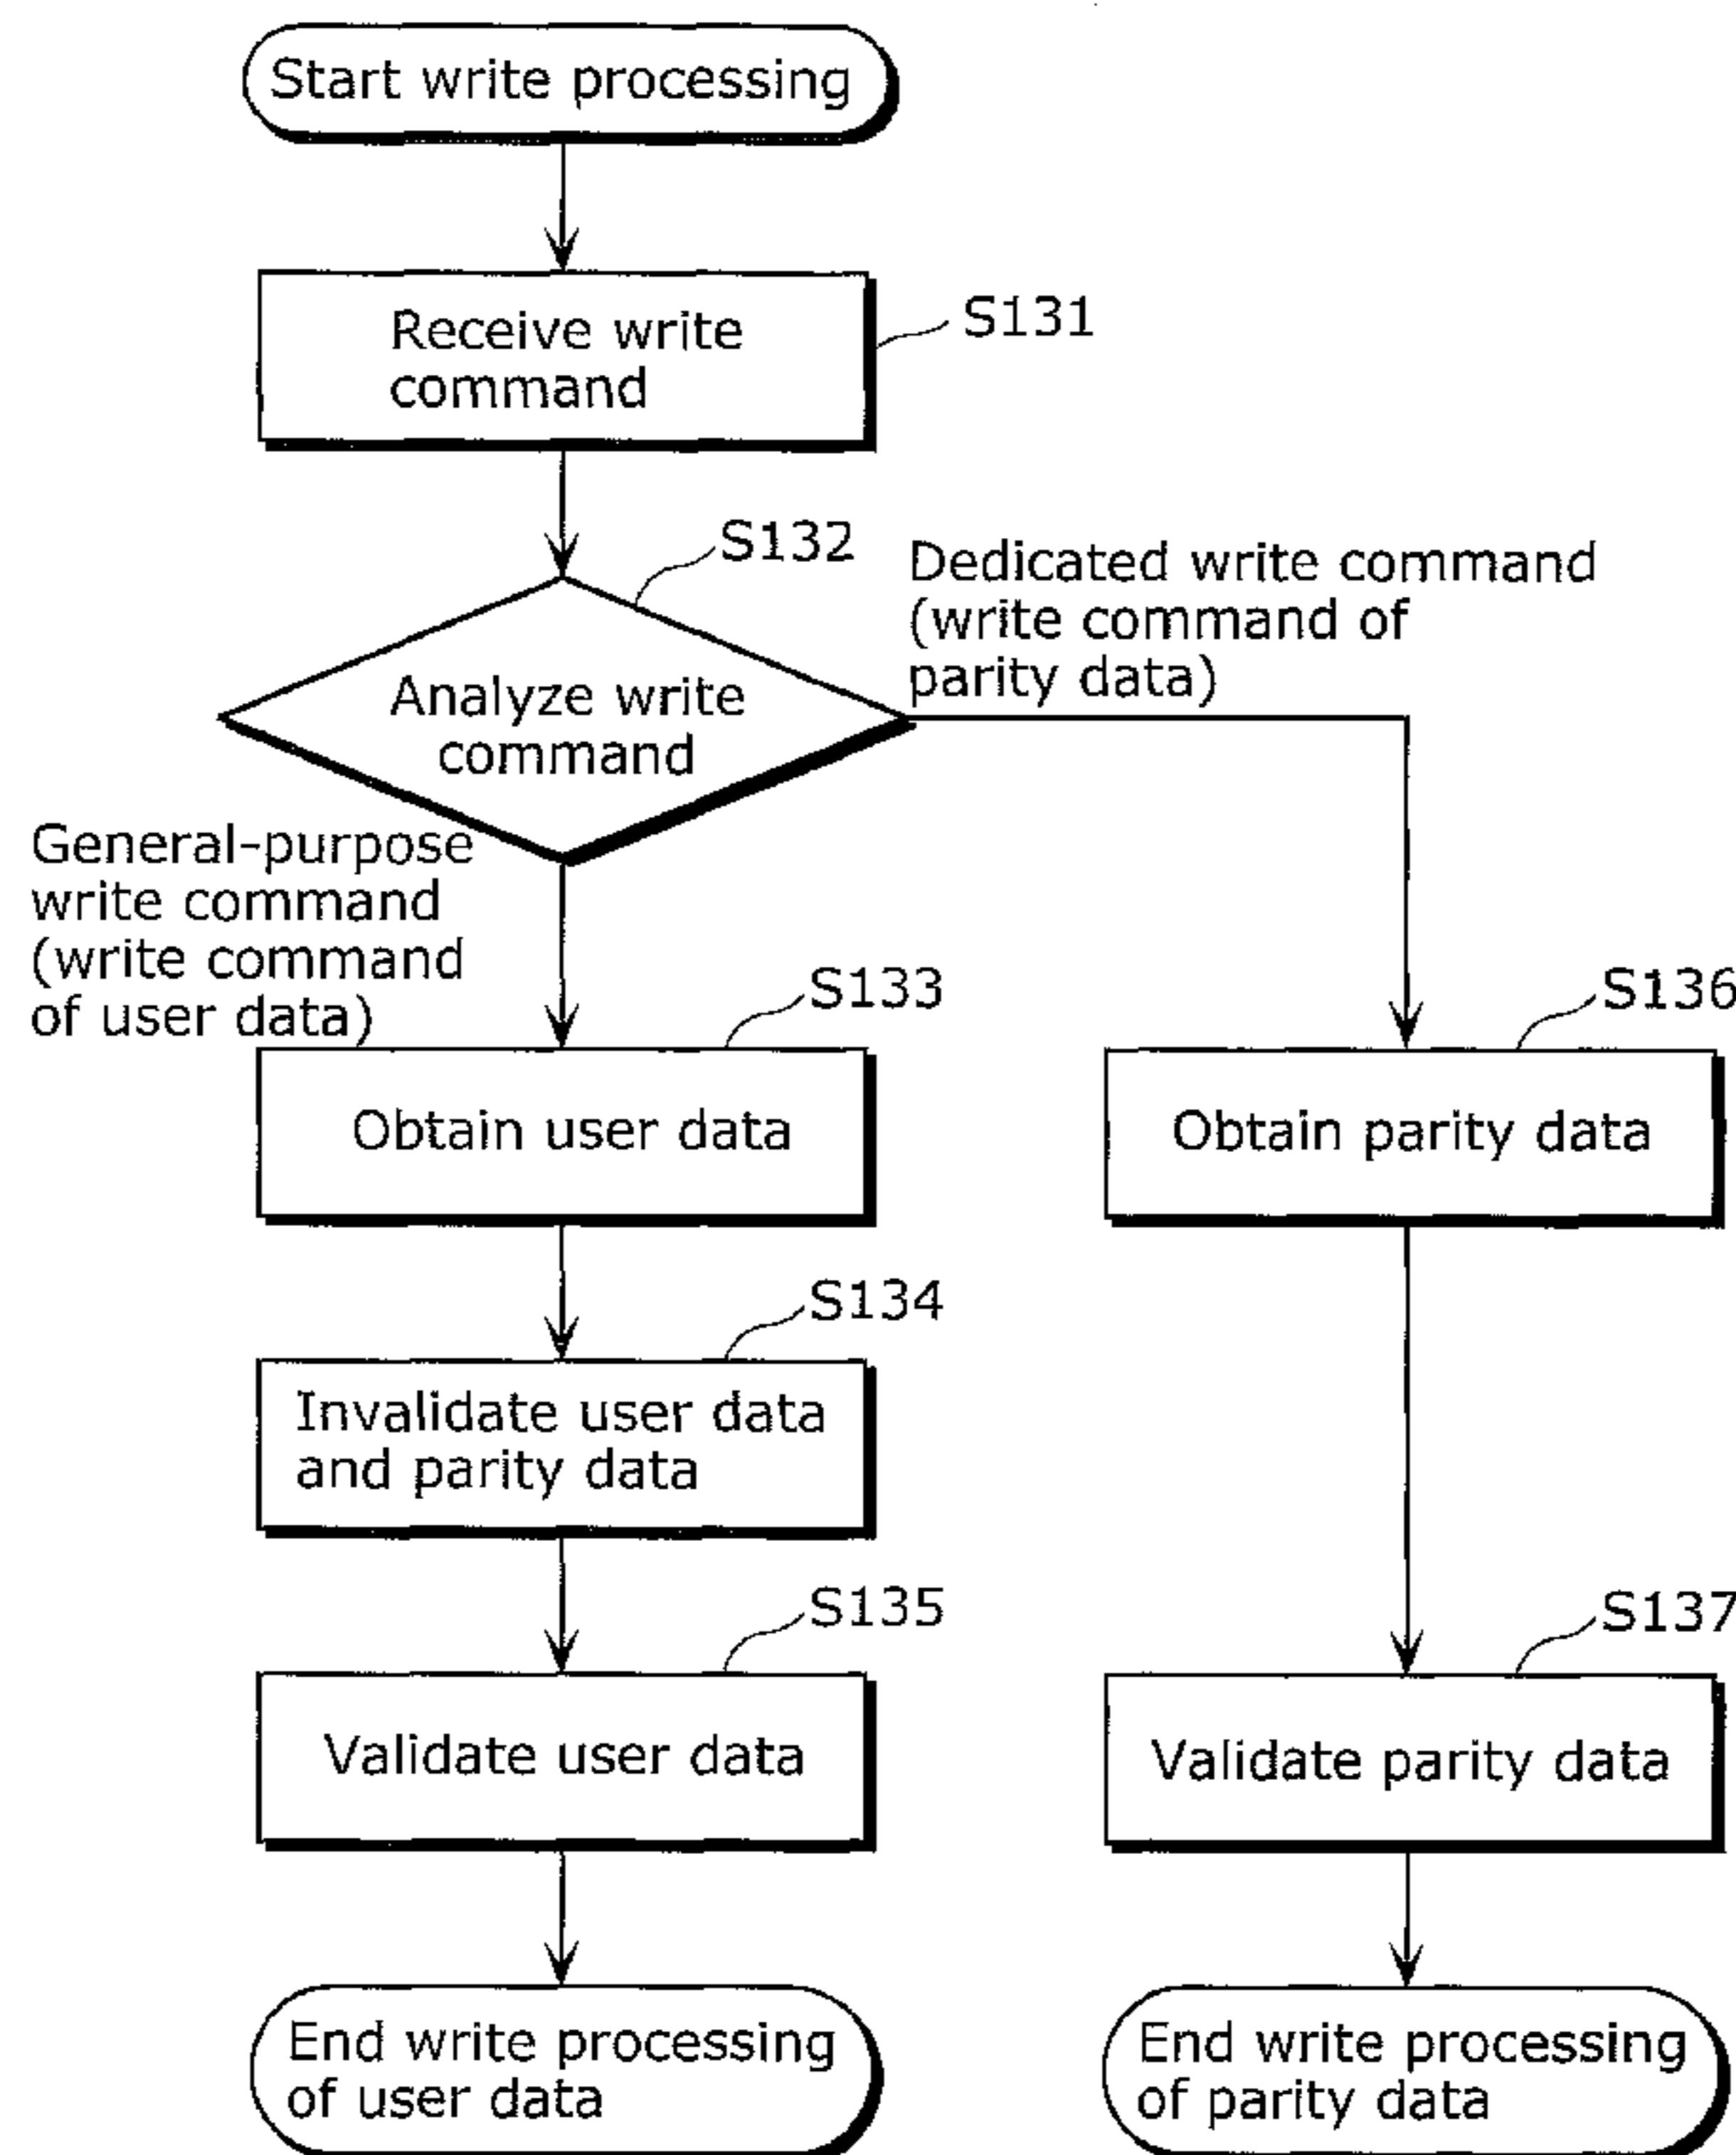 Start write processing
Receive write
command
S131
S132
Dedicated write command
(write command of
parity data)
Analyze write
command
General-purpose
write command
(write command
of user data)
S133
S136
Obtain user data
Obtain parity data
S134
Invalidate user data
and parity data
S135
S137
Validate user data
Validate parity data
End write processing
of user data
End write processing
of parity data